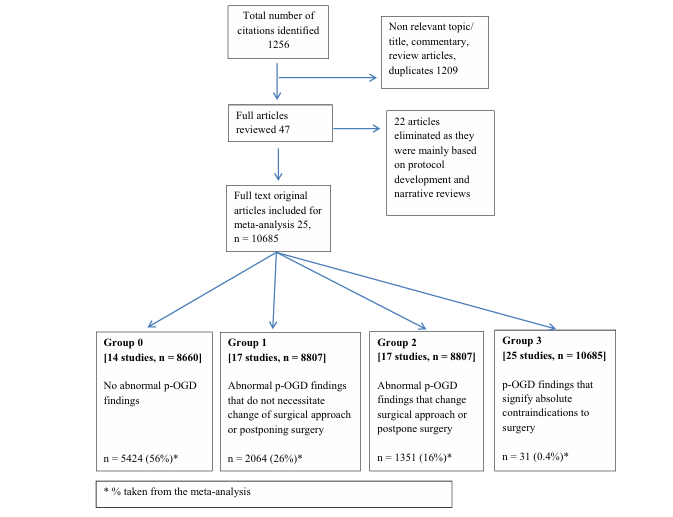 Total number of
citations identified
1256
Non relevant topic/
title, commentary,
review articles,
duplicates 1209
Full articles
reviewed 47
22 articles
eliminated as they
were mainly based
on protocol
development and
narrative reviews
Full text original
articles included for
meta-analysis 25,
n = 10685
Group 0
[14 studies, n = 8660]
No abnormal p-OGD
findings
n = 5424 (56%)*
Group 1
[17 studies, n = 8807]
Abnormal p-OGD findings
that do not necessitate
change of surgical approach
or postponing surgery
n = 2064 (26%)*
Group 2
[17 studies, n = 8807]
Abnormal p-OGD
findings that change
surgical approach or
postpone surgery
n = 1351 (16%)*
Group 3
[25 studies, n = 10685]
p-OGD findings that
signify absolute
contraindications to
surgery
n = 31 (0.4%)*
* % taken from the meta-analysis